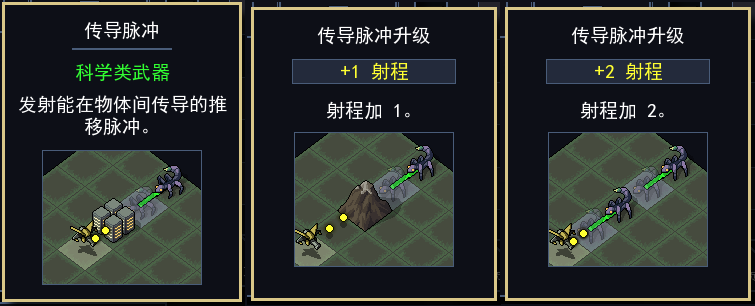 传导脉冲
科学类武器
发射能在物体间传导的推
移脉冲。
传导脉冲升级
+1 射程
射程加 1。
传导脉冲升级
+2 射程
射程加 2。